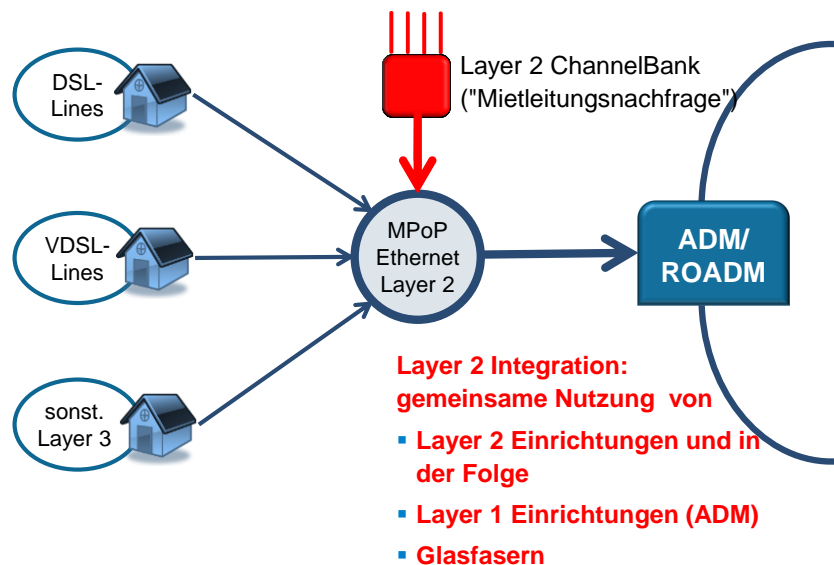 DSL-
Lines
VDSL-
Lines
sonst.
Layer 3
Layer 2 ChannelBank
("Mietleitungsnachfrage")
MPoP
Ethernet
Layer 2
ADM/
ROADM
Layer 2 Integration:
gemeinsame Nutzung von
▪ Layer 2 Einrichtungen und in
der Folge
▪ Layer 1 Einrichtungen (ADM)
▪ Glasfasern